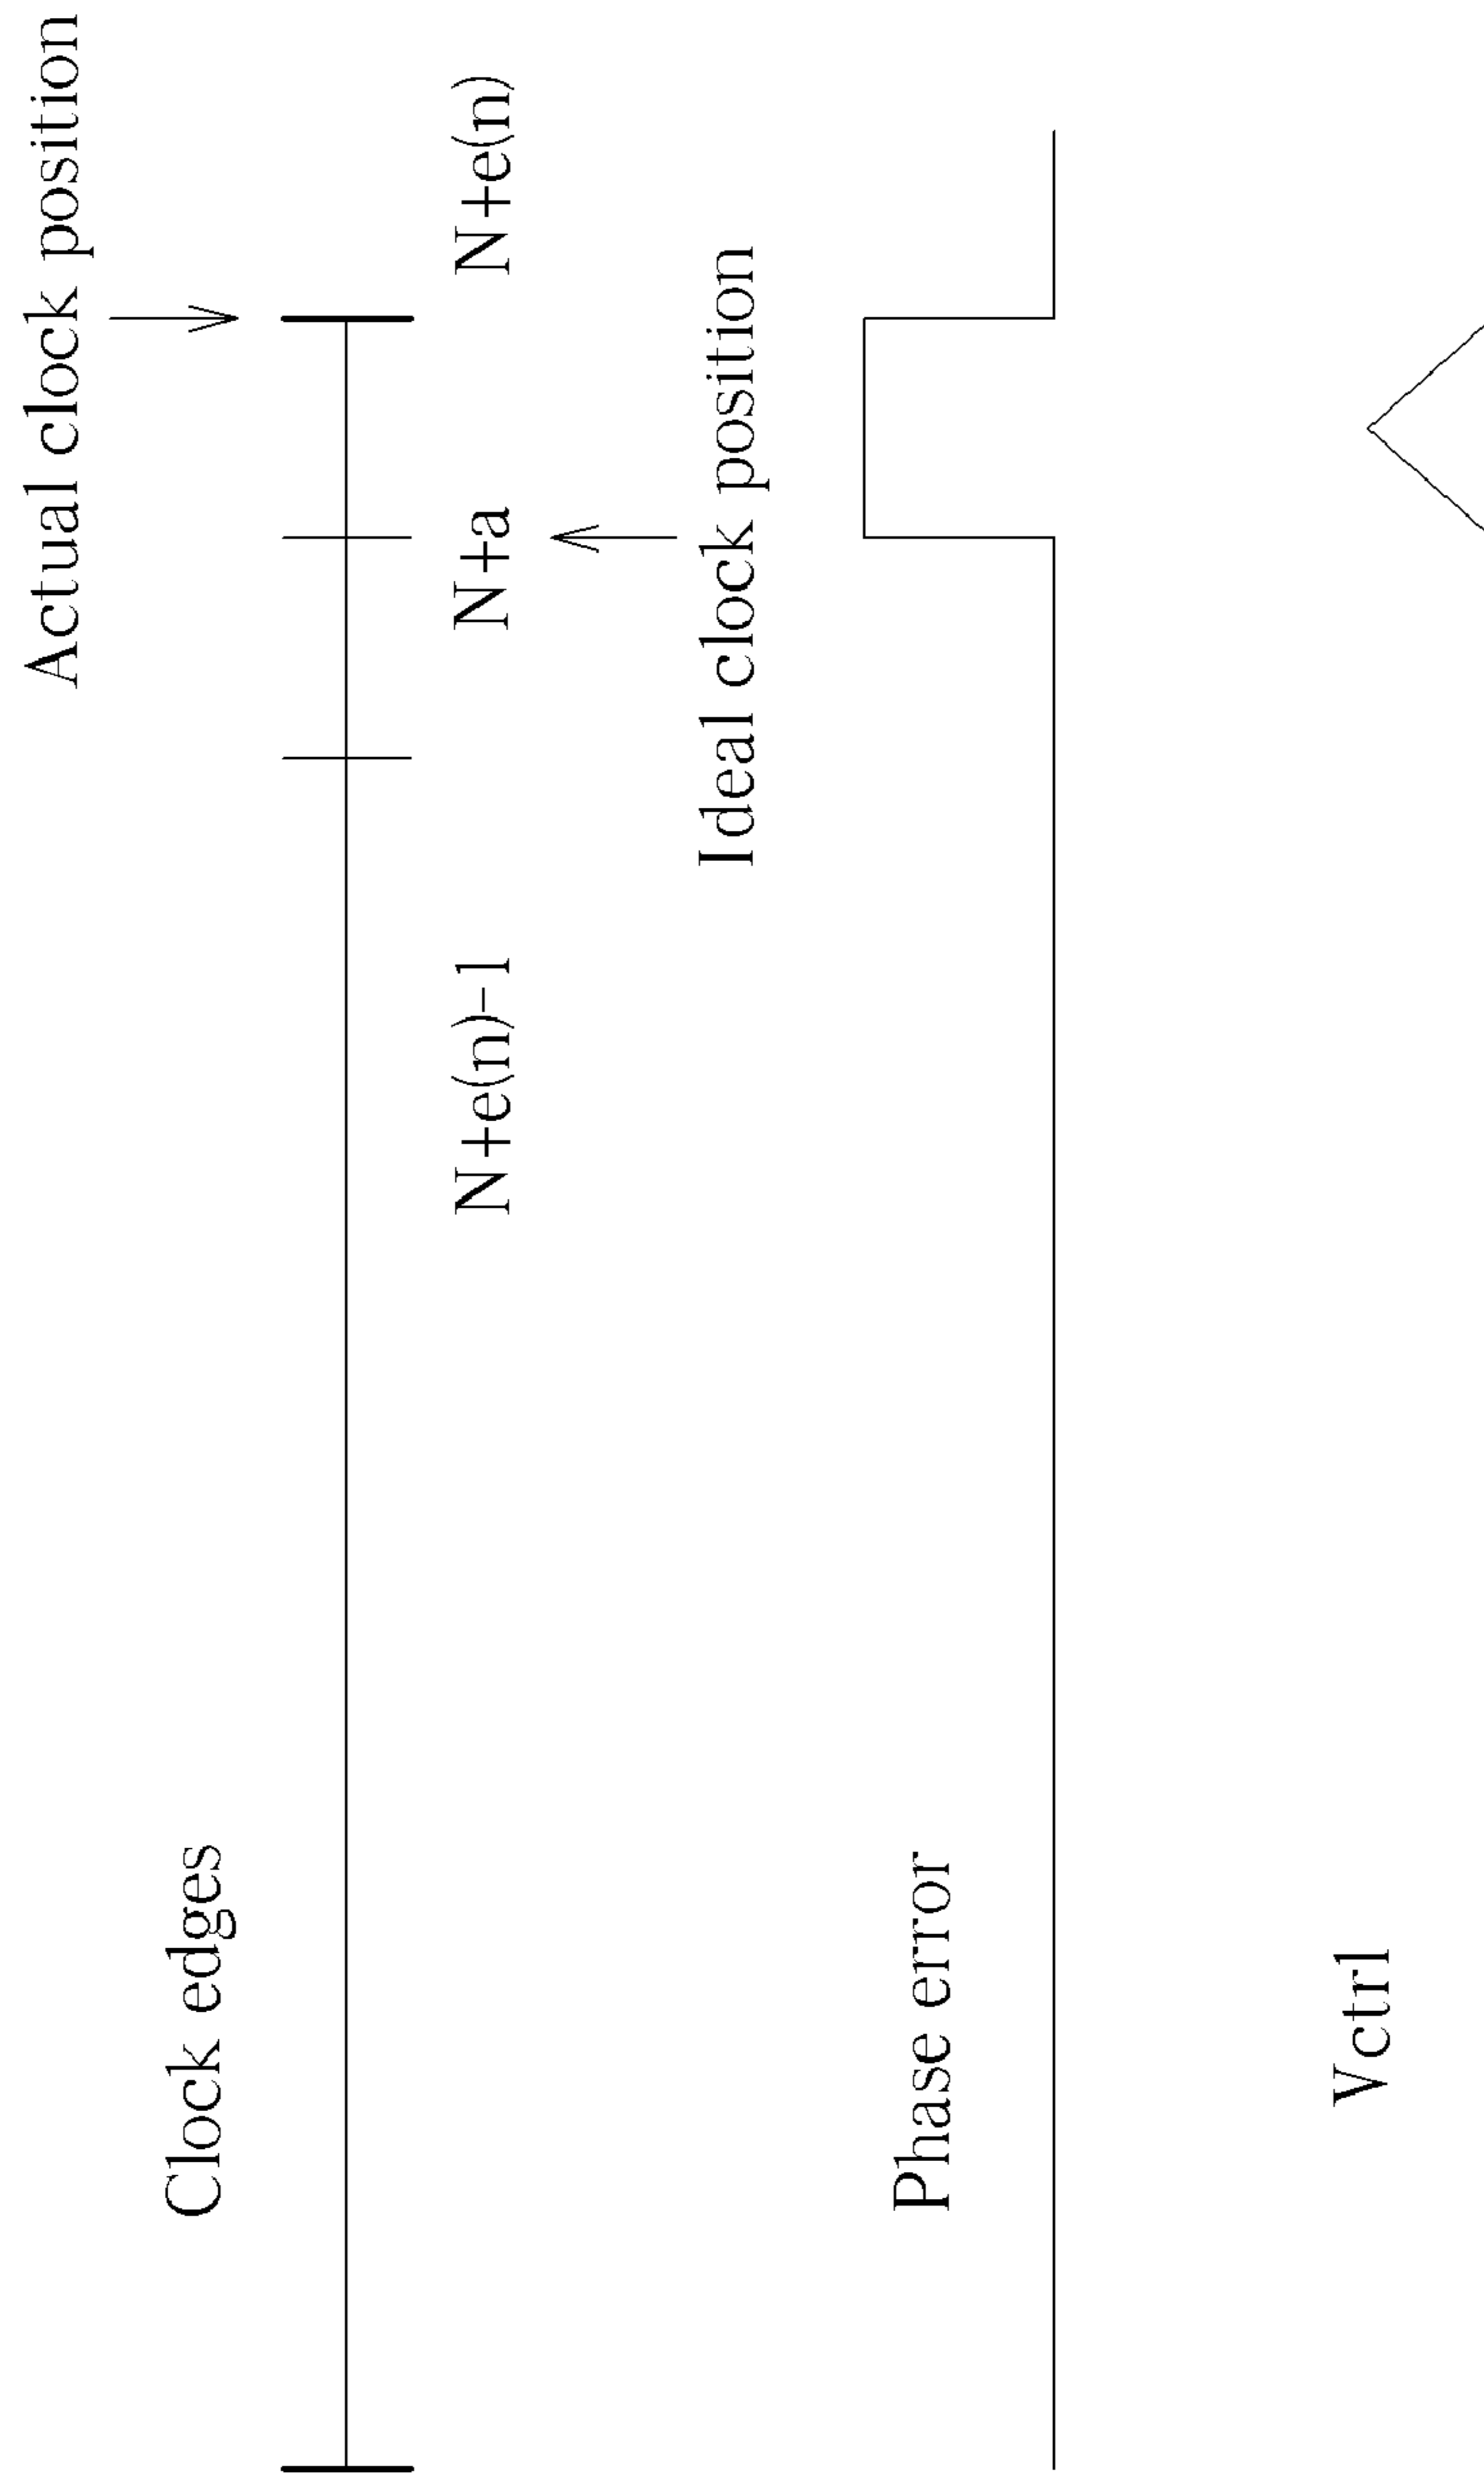 Actual clock position
Clock edges
N+e(n)-1
N+a
N+e(n)
Ideal clock position
Phase error
Vctrl